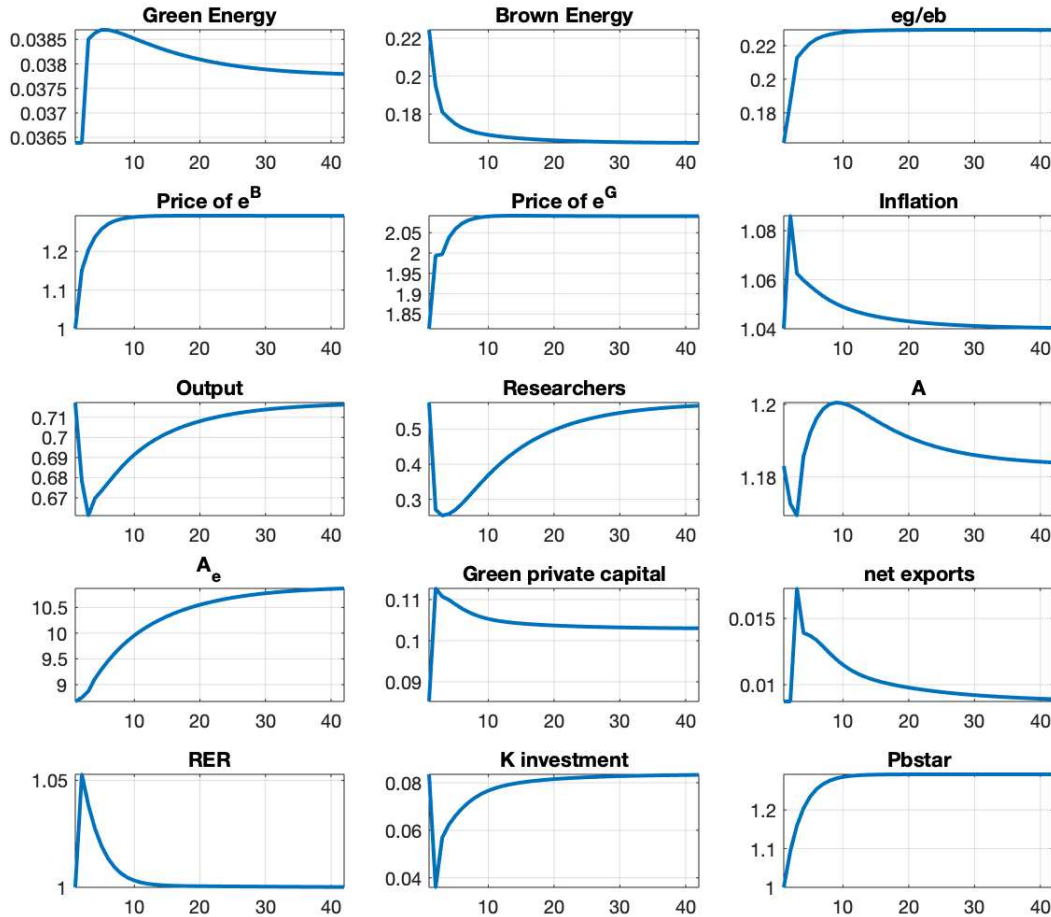 Green Energy
0.0385
0.038
0.0375
0.037
0.0365
10 20 30 40
Brown Energy
0.22
0.2
0.18
10 20 30 40
eg/eb
0.22
0.2
0.18
10 20 30 40
Price of e^B
1.2
1.1
1
10 20 30 40
Price of e^G
2.05
2
1.95
1.9
1.85
10 20 30 40
Inflation
1.08
1.06
1.04
10 20 30 40
Output
0.71
0.7
0.69
0.68
0.67
10 20 30 40
Researchers
0.5
0.4
0.3
10 20 30 40
A
1.2
1.18
10 20 30 40
A_e
10.5
10
9.5
9
10 20 30 40
Green private capital
0.11
0.1
0.09
10 20 30 40
net exports
0.015
0.01
10 20 30 40
RER
1.05
1
10 20 30 40
K investment
0.08
0.06
0.04
10 20 30 40
Pbstar
1.2
1.1
1
10 20 30 40